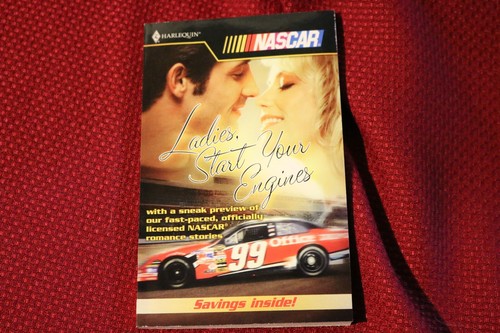 HARLEQUIN®
NASCAR
Ladies,
Start Your
Engines
with a sneak preview of
our fast-paced, officially
licensed NASCAR®
romance stories
99
Office
Savings inside!